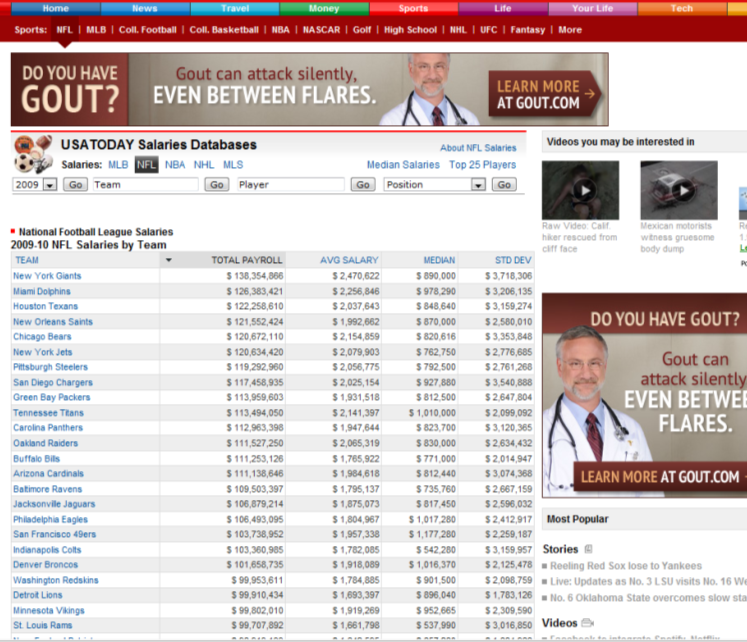 Home News Travel Money Sports Life Your Life Tech
Sports: NFL | MLB | Coll. Football | Coll. Basketball | NBA | NASCAR | Golf | High School | NHL | UFC | Fantasy | More
DO YOU HAVE
GOUT?
Gout can attack silently,
EVEN BETWEEN FLARES.
LEARN MORE
AT GOUT.COM
USATODAY Salaries Databases
About NFL Salaries
Salaries: MLB NFL NBA NHL MLS
Median Salaries Top 25 Players
2009 Go Team Go Player Go Position Go
National Football League Salaries
2009-10 NFL Salaries by Team
TEAM TOTAL PAYROLL AVG SALARY MEDIAN STD DEV
New York Giants $ 138,354,866 $ 2,470,622 $ 890,000 $ 3,718,306
Miami Dolphins $ 126,383,421 $ 2,256,846 $ 978,290 $ 3,206,135
Houston Texans $ 122,258,610 $ 2,037,643 $ 848,640 $ 3,159,274
New Orleans Saints $ 121,552,424 $ 1,992,662 $ 870,000 $ 2,580,010
Chicago Bears $ 120,672,110 $ 2,154,859 $ 820,616 $ 3,353,848
New York Jets $ 120,634,420 $ 2,079,903 $ 762,750 $ 2,776,685
Pittsburgh Steelers $ 119,292,960 $ 2,056,775 $ 792,500 $ 2,761,268
San Diego Chargers $ 117,458,935 $ 2,025,154 $ 927,880 $ 3,540,888
Green Bay Packers $ 113,959,603 $ 1,931,518 $ 812,500 $ 2,647,804
Tennessee Titans $ 113,494,050 $ 2,141,397 $ 1,010,000 $ 2,099,092
Carolina Panthers $ 112,963,398 $ 1,947,644 $ 823,700 $ 3,120,365
Oakland Raiders $ 111,527,250 $ 2,065,319 $ 830,000 $ 2,634,432
Buffalo Bills $ 111,253,126 $ 1,765,922 $ 771,000 $ 2,014,947
Arizona Cardinals $ 111,138,646 $ 1,984,618 $ 812,440 $ 3,074,368
Baltimore Ravens $ 109,503,397 $ 1,795,137 $ 735,760 $ 2,667,159
Jacksonville Jaguars $ 106,879,214 $ 1,875,073 $ 817,450 $ 2,596,032
Philadelphia Eagles $ 106,493,095 $ 1,804,967 $ 1,017,280 $ 2,412,917
San Francisco 49ers $ 103,738,952 $ 1,957,338 $ 1,177,280 $ 2,259,187
Indianapolis Colts $ 103,360,985 $ 1,782,085 $ 542,280 $ 3,159,957
Denver Broncos $ 101,658,735 $ 1,918,089 $ 1,016,370 $ 2,125,478
Washington Redskins $ 99,953,611 $ 1,784,885 $ 901,500 $ 2,098,759
Detroit Lions $ 99,910,434 $ 1,693,397 $ 896,040 $ 1,783,126
Minnesota Vikings $ 99,802,010 $ 1,919,269 $ 952,665 $ 2,309,590
St. Louis Rams $ 99,707,892 $ 1,661,798 $ 537,990 $ 3,016,850
Videos you may be interested in
Raw Video: Calif.
hiker rescued from
cliff face
Mexican motorists
witness gruesome
body dump
DO YOU HAVE GOUT?
Gout can
attack silently
EVEN BETWE
FLARES.
LEARN MORE AT GOUT.COM
Most Popular
Stories
Reeling Red Sox lose to Yankees
Live: Updates as No. 3 LSU visits No. 16 We
No. 6 Oklahoma State overcomes slow sta
Videos